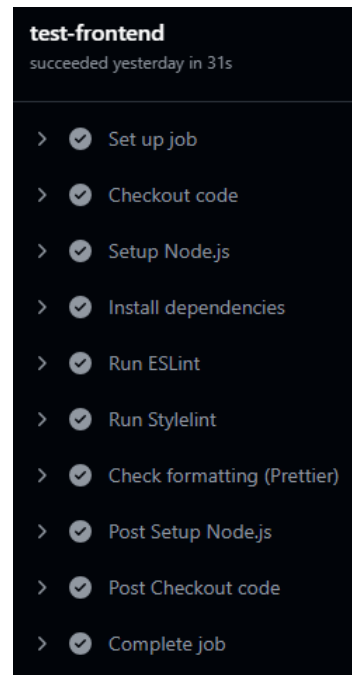 test-frontend
succeeded yesterday in 31s
Set up job
Checkout code
Setup Node.js
Install dependencies
Run ESLint
Run Stylelint
Check formatting (Prettier)
Post Setup Node.js
Post Checkout code
Complete job